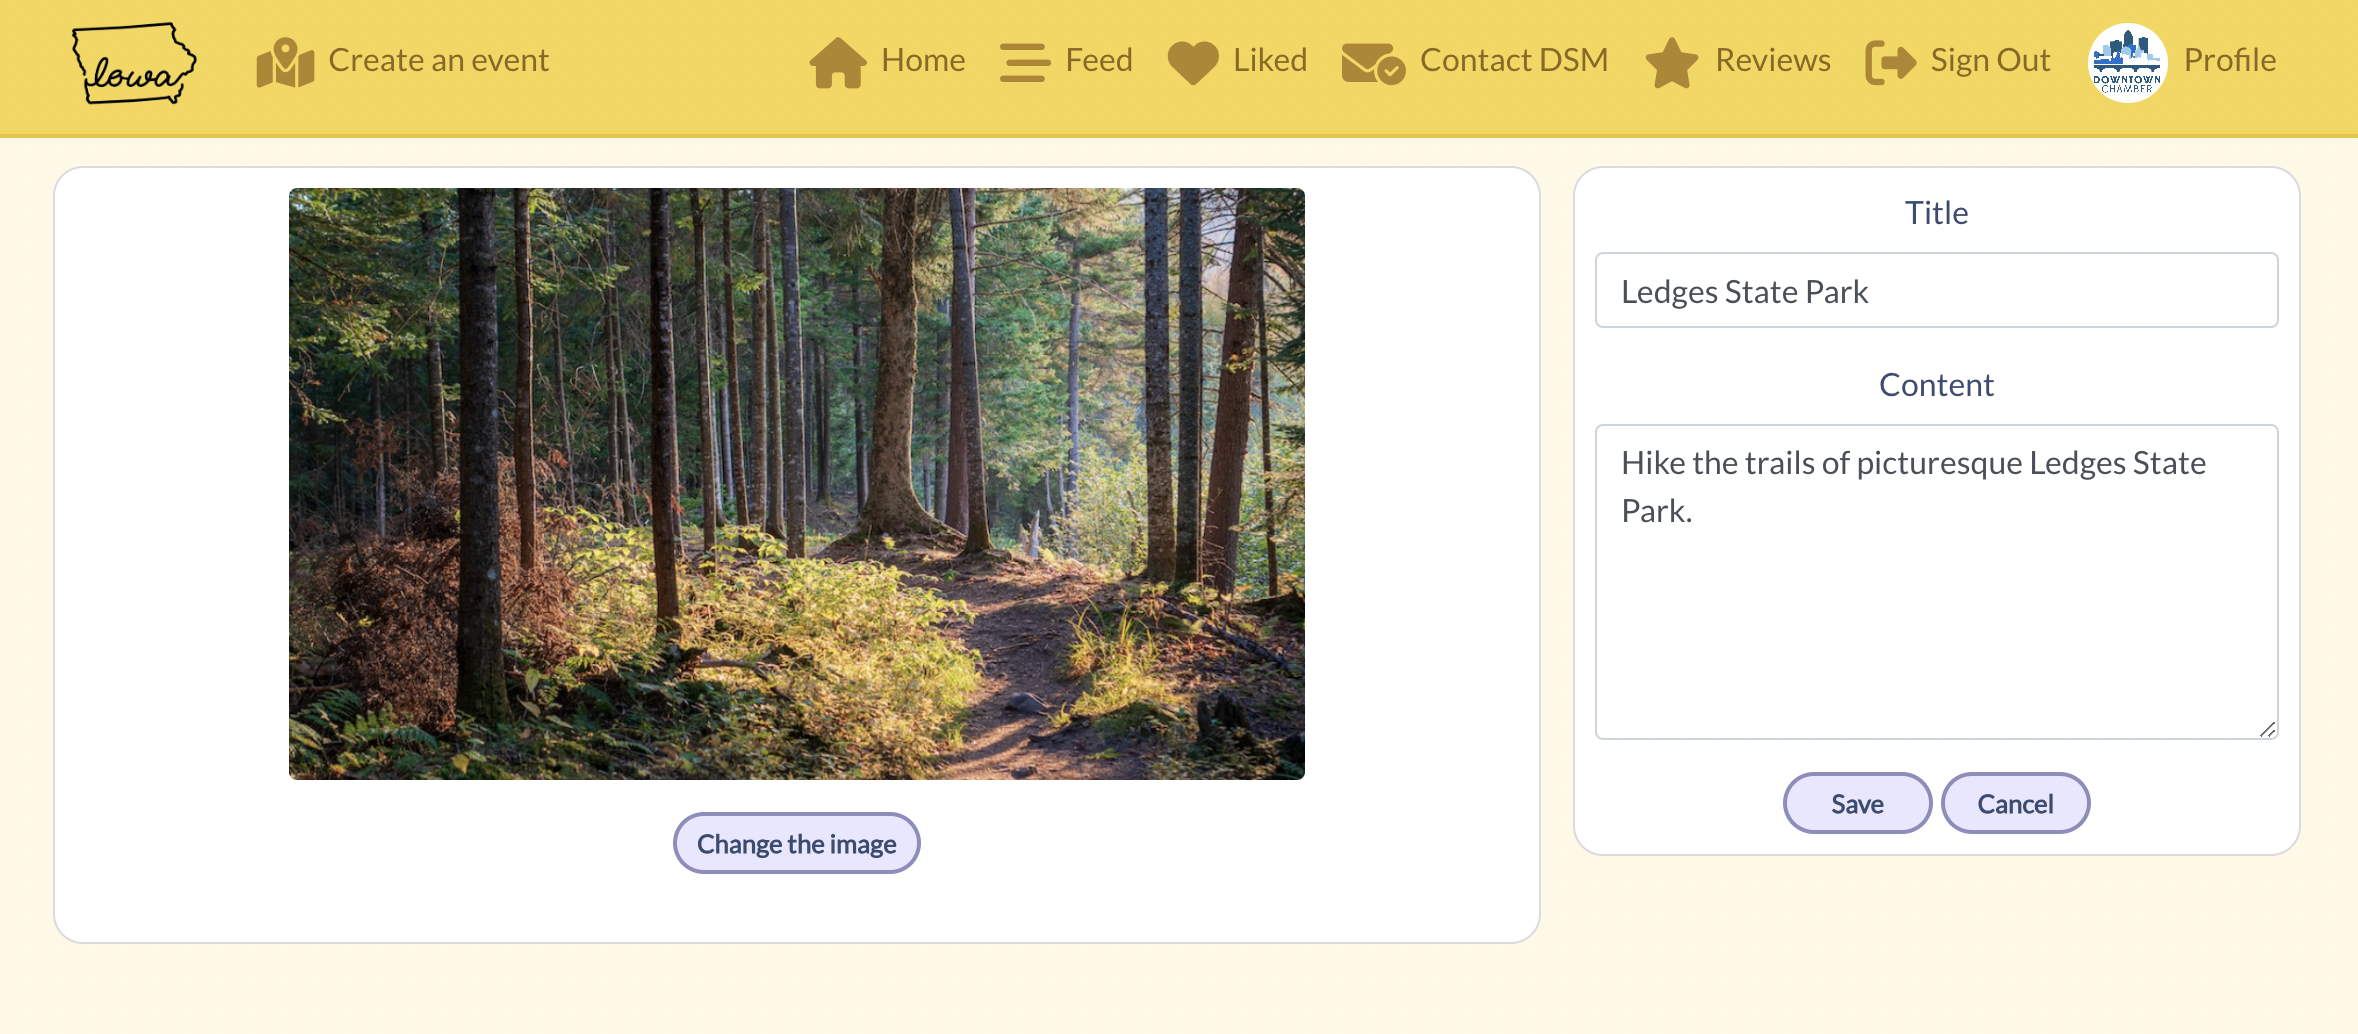 Iowa
Create an event
Home
Feed
Liked
Contact DSM
Reviews
Sign Out
DOWNTOWN
CHAMBER
Profile
Title
Ledges State Park
Content
Hike the trails of picturesque Ledges State
Park.
Save
Cancel
Change the image